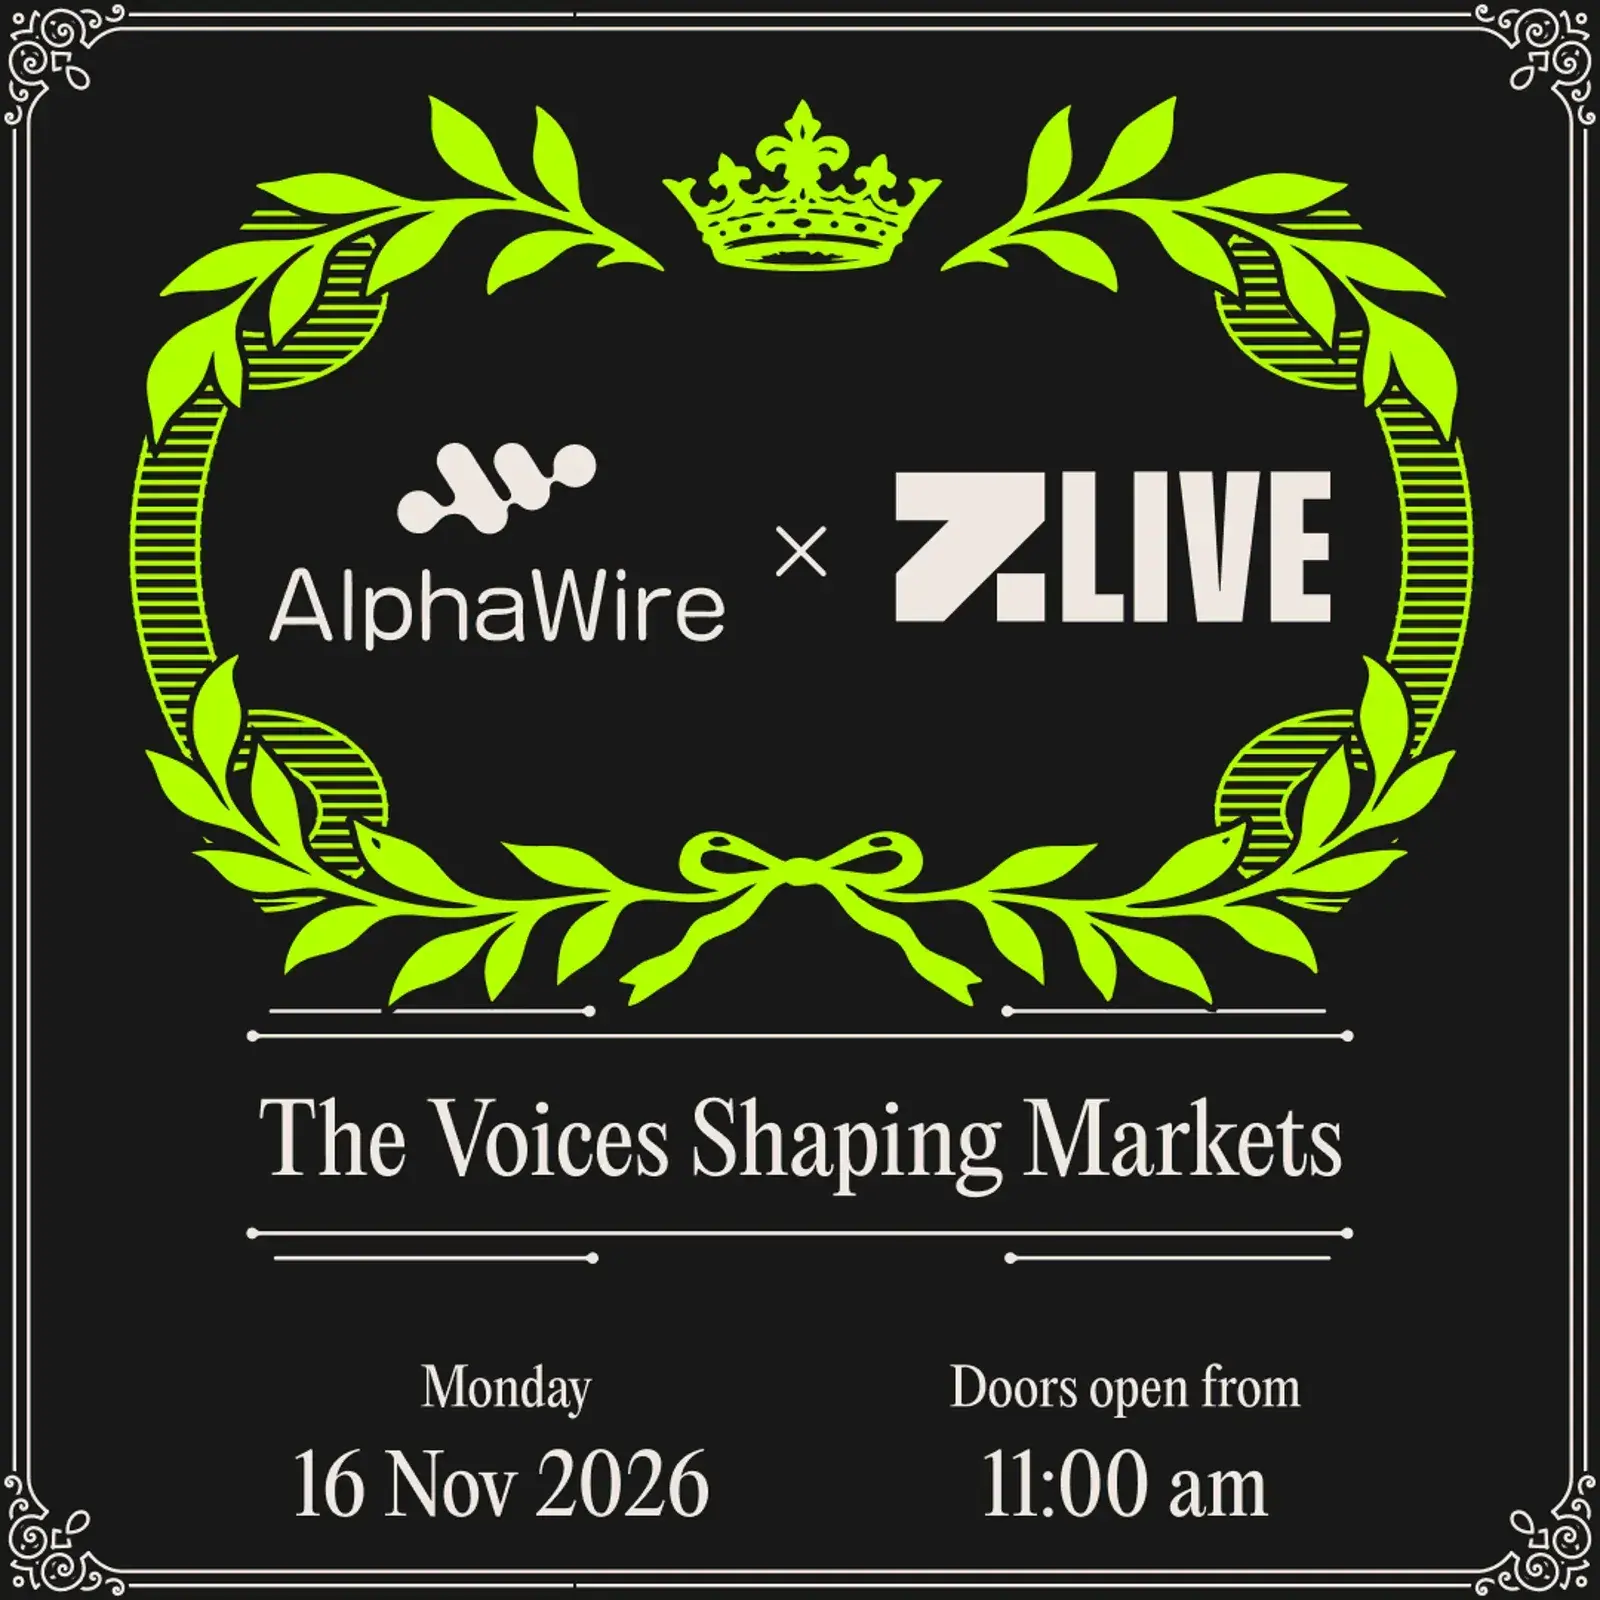 AlphaWire
LIVE
The Voices Shaping Markets
Monday
16 Nov 2026
Doors open from
11:00 am